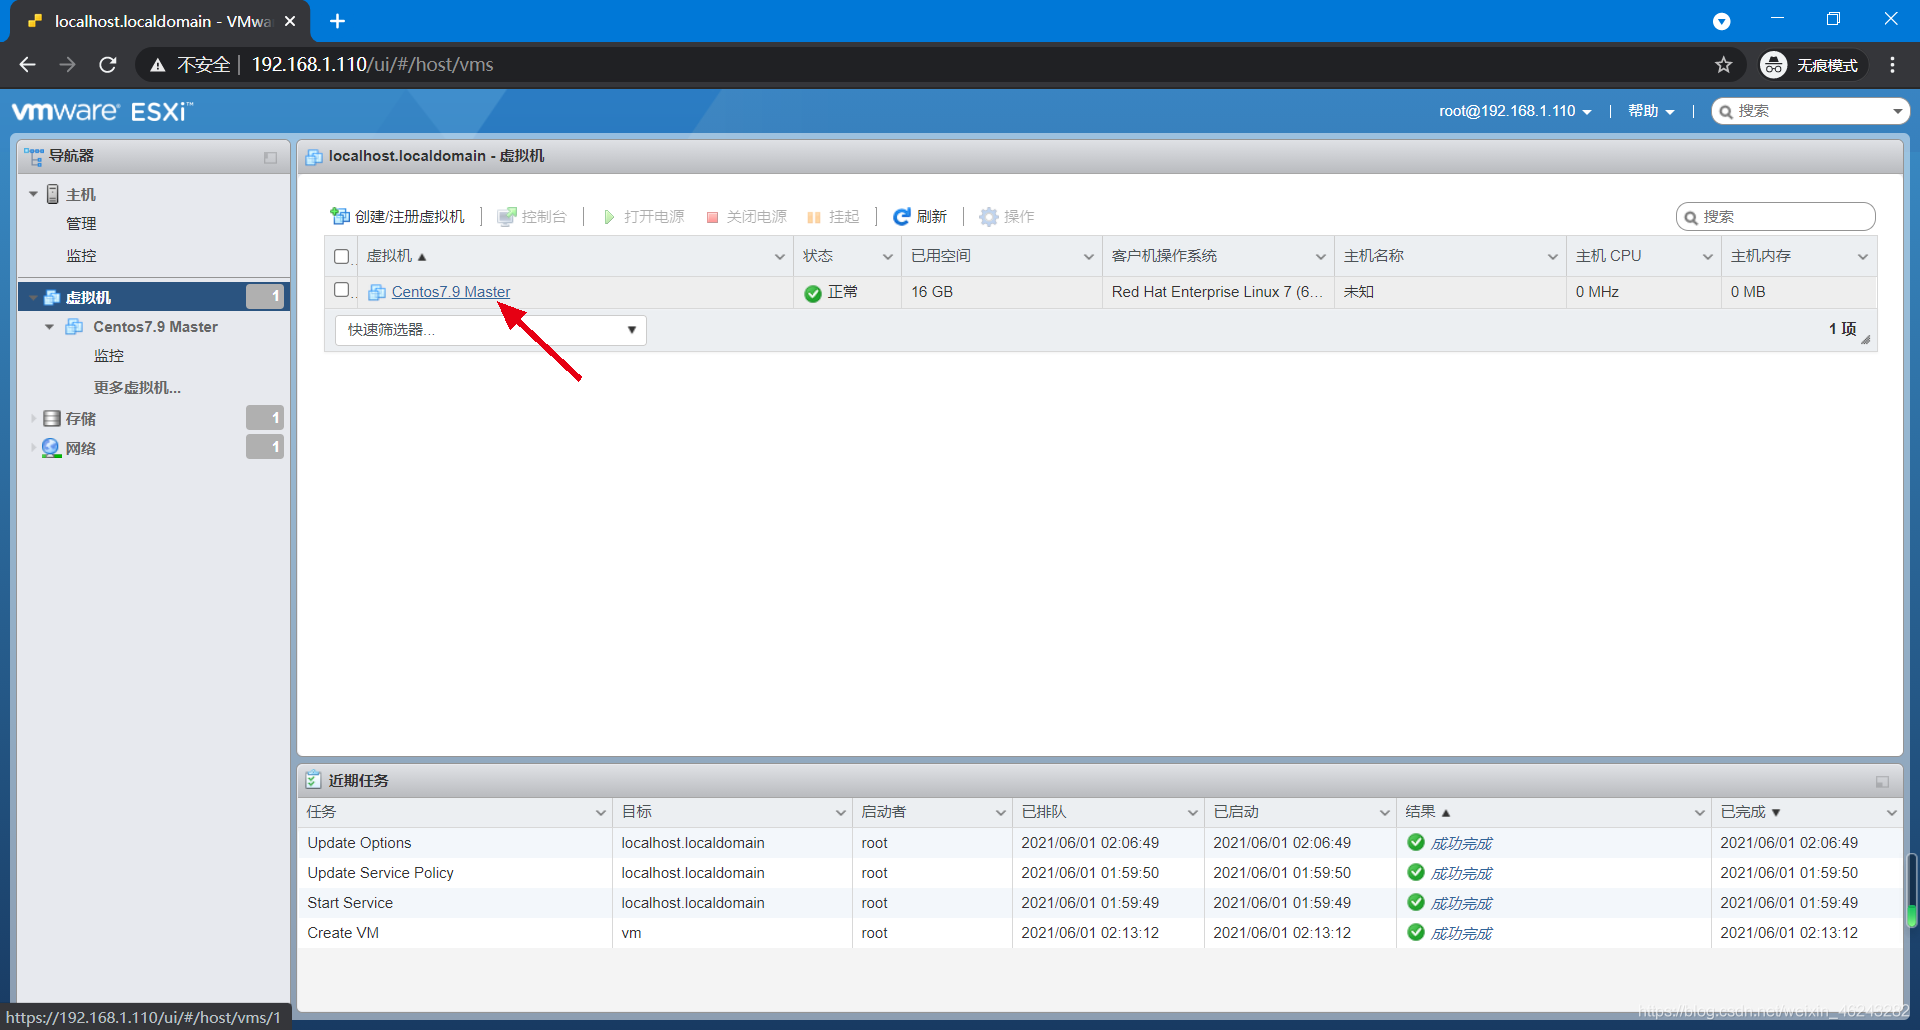 localhost.localdomain - VMwa
不安全 192.168.1.110/ui/#/host/vms 无痕模式
vmware® ESXi™ root@192.168.1.110 帮助 搜索
导航器
主机
管理
监控
虚拟机 1
Centos7.9 Master
监控
更多虚拟机...
存储 1
网络 1
localhost.localdomain - 虚拟机
创建/注册虚拟机 控制台 打开电源 关闭电源 挂起 刷新 操作 搜索
虚拟机 ▲ 状态 已用空间 客户机操作系统 主机名称 主机 CPU 主机内存
Centos7.9 Master 正常 16 GB Red Hat Enterprise Linux 7 (6... 未知 0 MHz 0 MB
快速筛选器... 1 项
近期任务
任务 目标 启动者 已排队 已启动 结果 ▲ 已完成 ▼
Update Options localhost.localdomain root 2021/06/01 02:06:49 2021/06/01 02:06:49 成功完成 2021/06/01 02:06:49
Update Service Policy localhost.localdomain root 2021/06/01 01:59:50 2021/06/01 01:59:50 成功完成 2021/06/01 01:59:50
Start Service localhost.localdomain root 2021/06/01 01:59:49 2021/06/01 01:59:49 成功完成 2021/06/01 01:59:49
Create VM vm root 2021/06/01 02:13:12 2021/06/01 02:13:12 成功完成 2021/06/01 02:13:12
https://192.168.1.110/ui/#/host/vms/1
https://blog.csdn.net/weixin_46243282